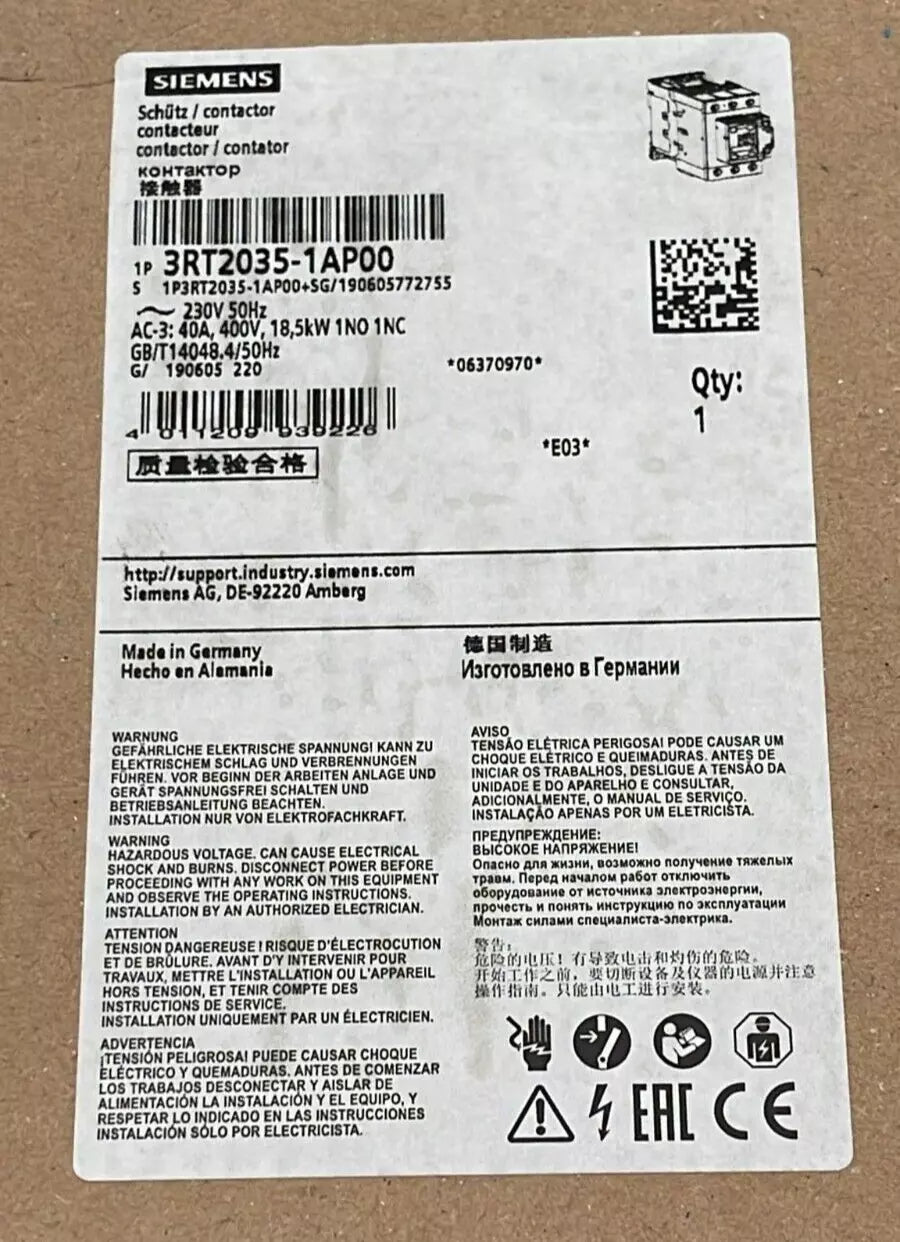 SIEMENS
Schütz / contactor
contacteur
contactor / contator
контактор
接触器
1P 3RT2035-1AP00
S 1P3RT2035-1AP00+SG/190605772755
230V 50Hz
AC-3: 40A, 400V, 18,5kW 1NO 1NC
GB/T14048.4/50Hz
G/ 190605 220
*06370970*
Qty:
1
4 011209 939226
*E03*
质量检验合格
http://support.industry.siemens.com
Siemens AG, DE-92220 Amberg
Made in Germany
Hecho en Alemania
德国制造
Изготовлено в Германии
WARNUNG
GEFÄHRLICHE ELEKTRISCHE SPANNUNG! KANN ZU
ELEKTRISCHEM SCHLAG UND VERBRENNUNGEN
FÜHREN. VOR BEGINN DER ARBEITEN ANLAGE UND
GERÄT SPANNUNGSFREI SCHALTEN UND
BETRIEBSANLEITUNG BEACHTEN.
INSTALLATION NUR VON ELEKTROFACHKRAFT.
WARNING
HAZARDOUS VOLTAGE. CAN CAUSE ELECTRICAL
SHOCK AND BURNS. DISCONNECT POWER BEFORE
PROCEEDING WITH ANY WORK ON THIS EQUIPMENT
AND OBSERVE THE OPERATING INSTRUCTIONS.
INSTALLATION BY AN AUTHORIZED ELECTRICIAN.
ATTENTION
TENSION DANGEREUSE ! RISQUE D'ÉLECTROCUTION
ET DE BRÛLURE. AVANT D'Y INTERVENIR POUR
TRAVAUX, METTRE L'INSTALLATION OU L'APPAREIL
HORS TENSION, ET TENIR COMPTE DES
INSTRUCTIONS DE SERVICE.
INSTALLATION UNIQUEMENT PAR UN ÉLECTRICIEN.
ADVERTENCIA
¡TENSIÓN PELIGROSA! PUEDE CAUSAR CHOQUE
ELÉCTRICO Y QUEMADURAS. ANTES DE COMENZAR
LOS TRABAJOS DESCONECTAR Y AISLAR DE
ALIMENTACIÓN LA INSTALACIÓN Y EL EQUIPO, Y
RESPETAR LO INDICADO EN LAS INSTRUCCIONES
INSTALACIÓN SÓLO POR ELECTRICISTA.
AVISO
TENSÃO ELÉTRICA PERIGOSA! PODE CAUSAR UM
CHOQUE ELÉTRICO E QUEIMADURAS. ANTES DE
INICIAR OS TRABALHOS, DESLIGUE A TENSÃO DA
UNIDADE E DO APARELHO E CONSULTAR,
ADICIONALMENTE, O MANUAL DE SERVIÇO.
INSTALAÇÃO APENAS POR UM ELETRICISTA.
ПРЕДУПРЕЖДЕНИЕ:
ВЫСОКОЕ НАПРЯЖЕНИЕ!
Опасно для жизни, возможно получение тяжелых
травм. Перед началом работ отключить
оборудование от источника электроэнергии,
прочесть и понять инструкцию по эксплуатации
Монтаж силами специалиста-электрика.
警告:
危险的电压! 有导致电击和灼伤的危险。
开始工作之前, 要切断设备及仪器的电源并注意
操作指南。只能由电工进行安装。
EAC CE